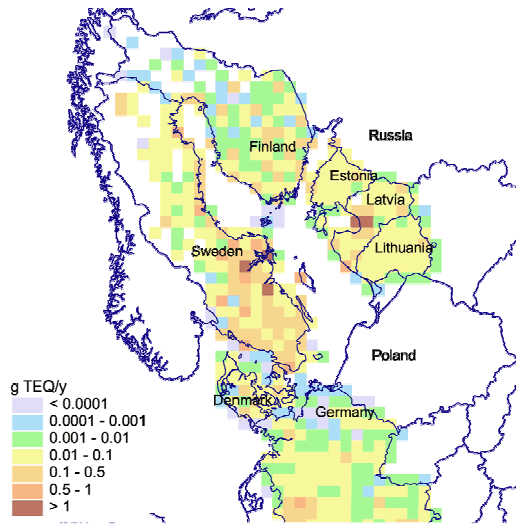 Russia
Finland
Estonia
Latvia
Lithuania
Sweden
Poland
Denmark
Germany
g TEQ/y
< 0.0001
0.0001 - 0.001
0.001 - 0.01
0.01 - 0.1
0.1 - 0.5
0.5 - 1
> 1